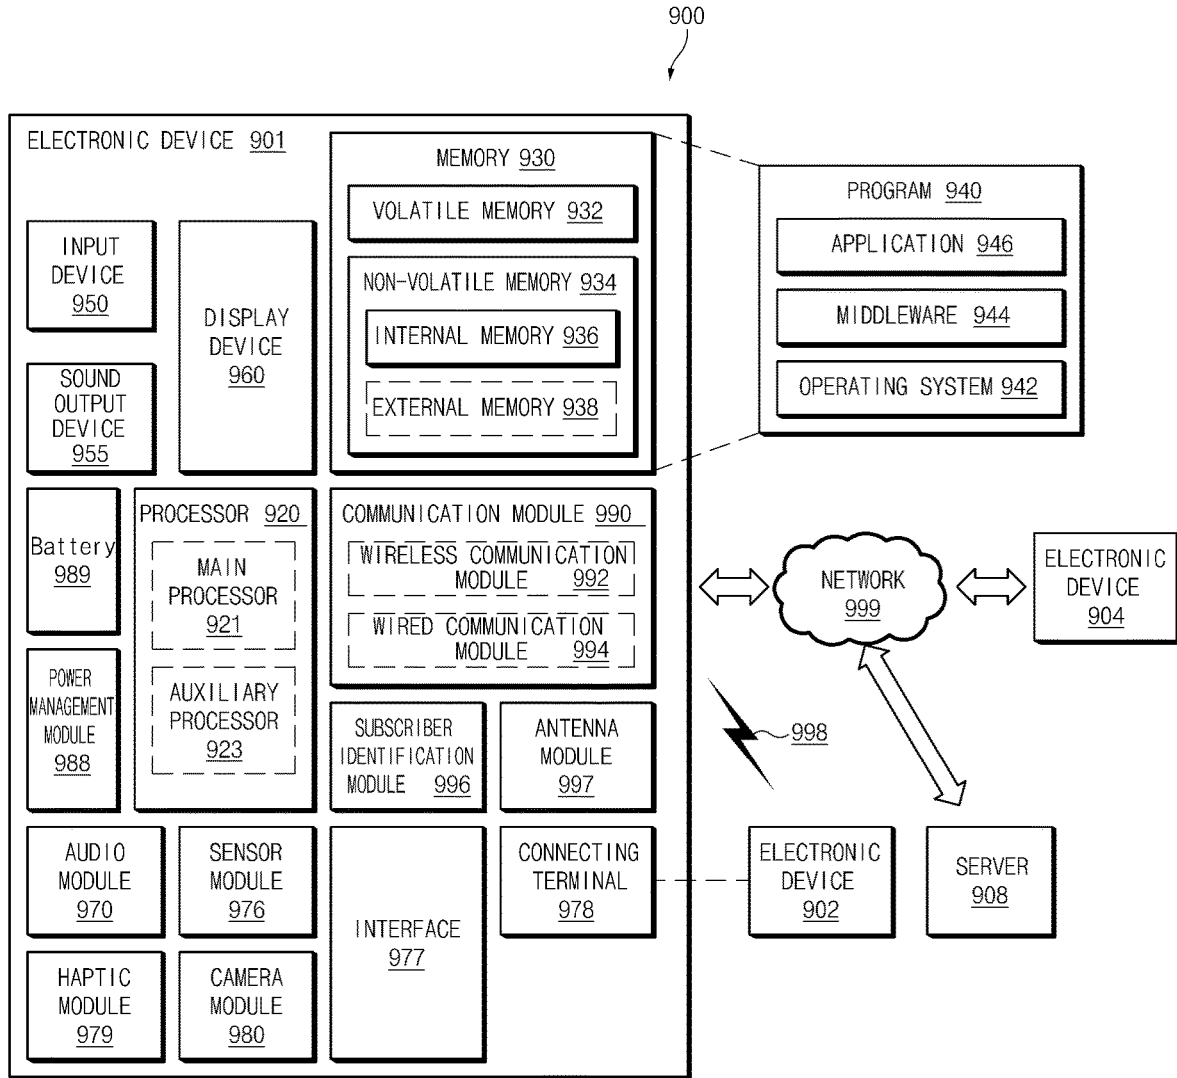 900
ELECTRONIC DEVICE 901
MEMORY 930
VOLATILE MEMORY 932
NON-VOLATILE MEMORY 934
INTERNAL MEMORY 936
EXTERNAL MEMORY 938
PROGRAM 940
APPLICATION 946
MIDDLEWARE 944
OPERATING SYSTEM 942
INPUT
DEVICE
950
DISPLAY
DEVICE
960
SOUND
OUTPUT
DEVICE
955
Battery
989
PROCESSOR 920
MAIN
PROCESSOR
921
AUXILIARY
PROCESSOR
923
COMMUNICATION MODULE 990
WIRELESS COMMUNICATION
MODULE 992
WIRED COMMUNICATION
MODULE 994
NETWORK
999
ELECTRONIC
DEVICE
904
POWER
MANAGEMENT
MODULE
988
SUBSCRIBER
IDENTIFICATION
MODULE 996
ANTENNA
MODULE
997
998
AUDIO
MODULE
970
SENSOR
MODULE
976
INTERFACE
977
CONNECTING
TERMINAL
978
ELECTRONIC
DEVICE
902
SERVER
908
HAPTIC
MODULE
979
CAMERA
MODULE
980